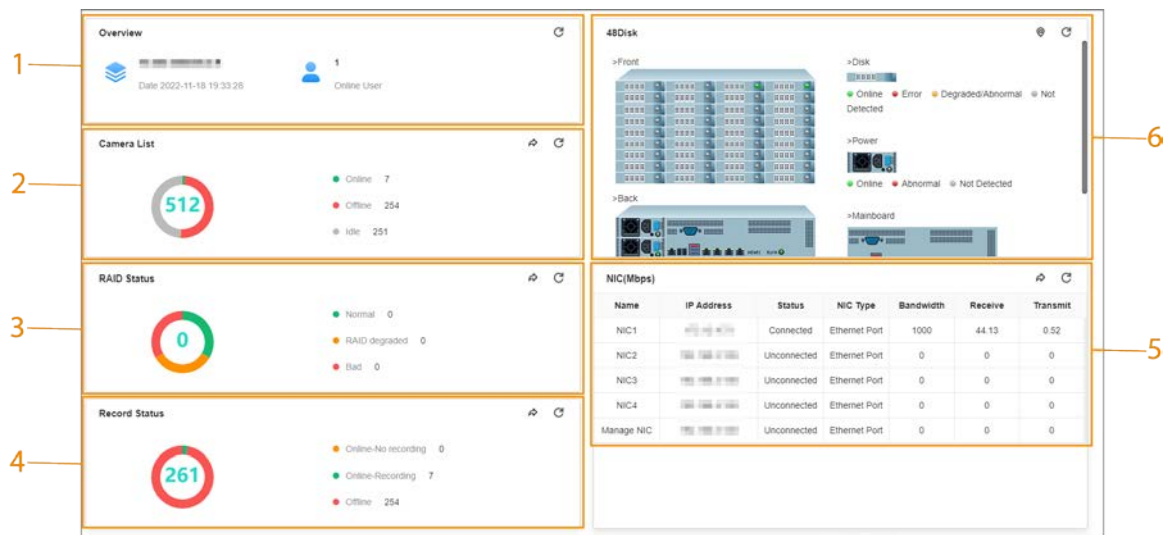 1
Overview
1
Date 2022-11-18 19:33:28
Online User
2
Camera List
512
Online 7
Offline 254
Idle 251
3
RAID Status
0
Normal 0
RAID degraded 0
Bad 0
4
Record Status
261
Online-No recording 0
Online-Recording 7
Offline 254
6
48Disk
>Front
>Disk
Online Error Degraded/Abnormal Not
Detected
>Power
Online Abnormal Not Detected
>Back
>Mainboard
5
NIC(Mbps)
Name IP Address Status NIC Type Bandwidth Receive Transmit
NIC1 Connected Ethernet Port 1000 44.13 0.52
NIC2 Unconnected Ethernet Port 0 0 0
NIC3 Unconnected Ethernet Port 0 0 0
NIC4 Unconnected Ethernet Port 0 0 0
Manage NIC Unconnected Ethernet Port 0 0 0